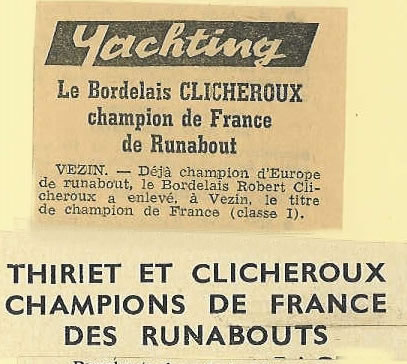 Yachting
Le Bordelais CLICHEROUX
champion de France
de Runabout
VEZIN. — Déjà champion d'Europe
de runabout, le Bordelais Robert Cli-
cheroux a enlevé, à Vezin, le titre
de champion de France (classe I).
THIRIET ET CLICHEROUX
CHAMPIONS DE FRANCE
DES RUNABOUTS